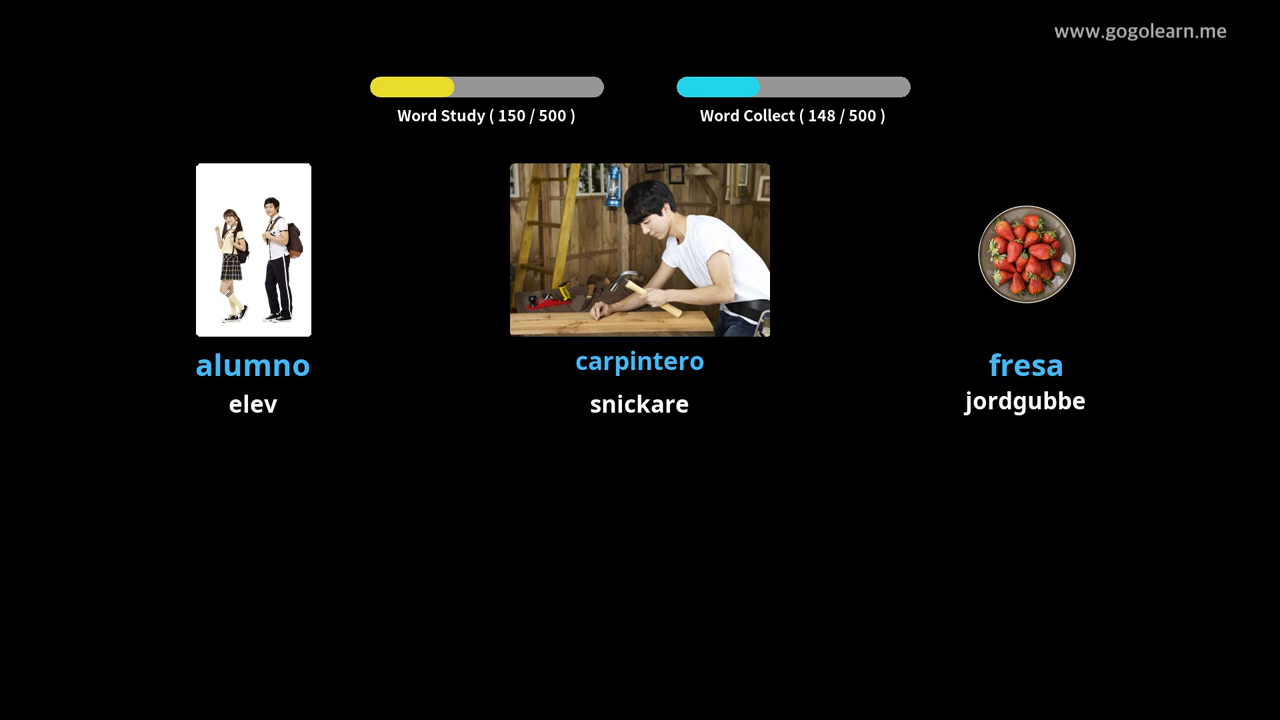 www.gogolearn.me
Word Study ( 150 / 500 )
Word Collect ( 148 / 500 )
alumno
elev
carpintero
snickare
fresa
jordgubbe